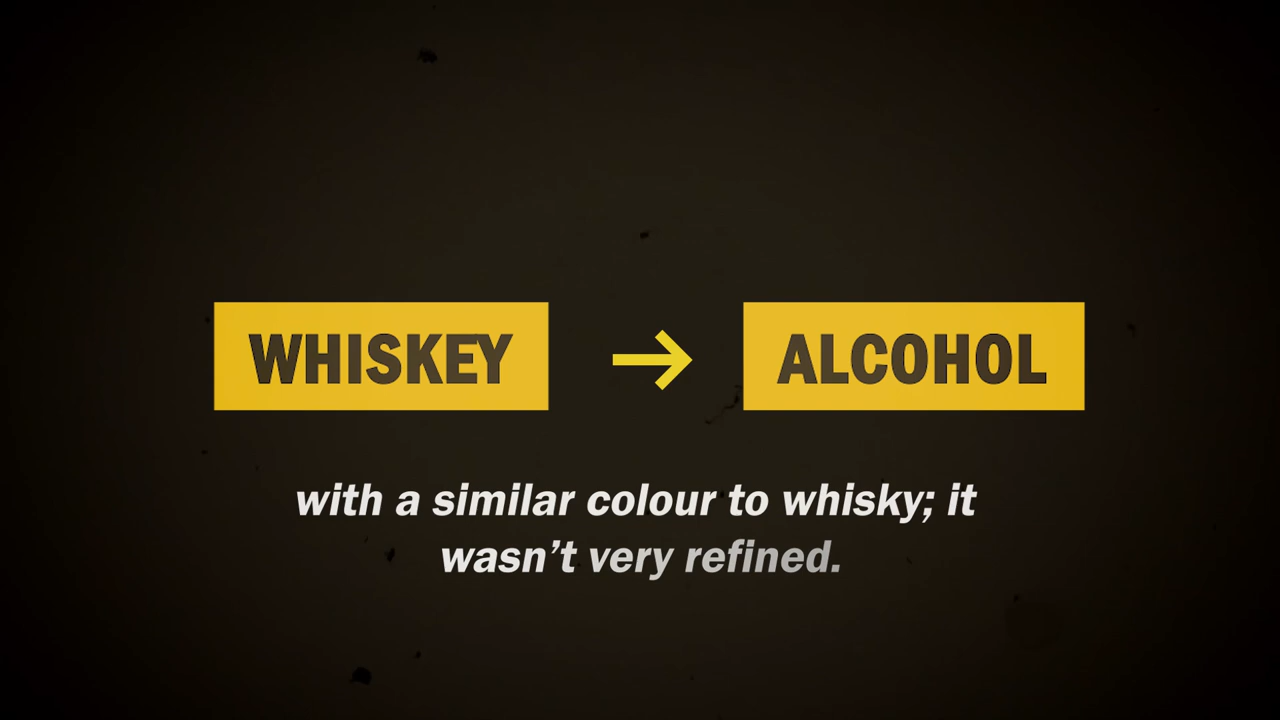 WHISKEY → ALCOHOL
with a similar colour to whisky; it
wasn't very refined.